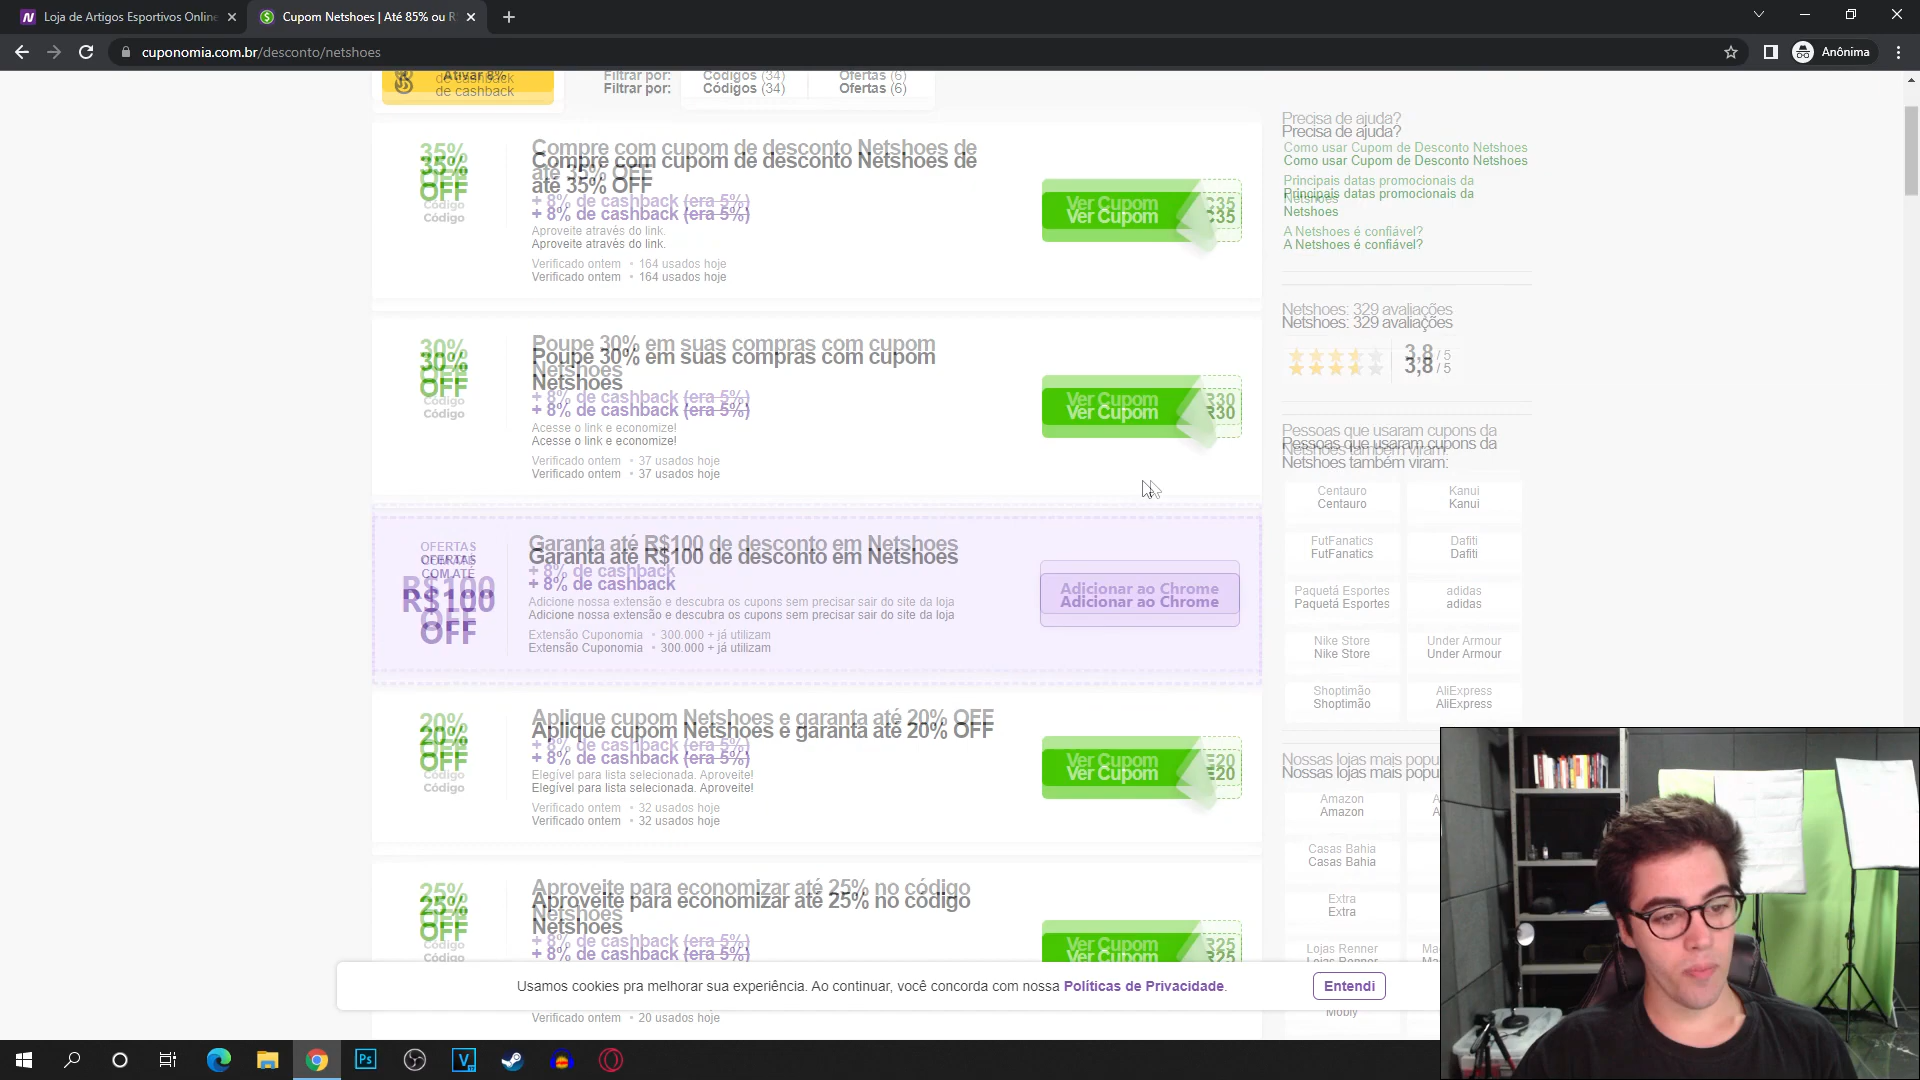 Loja de Artigos Esportivos Online
Cupom Netshoes | Até 85% ou R
cuponomia.com.br/desconto/netshoes
Anônima
Ativar 8%
de cashback
Filtrar por:
Códigos (34)
Ofertas (6)
35%
OFF
Código
Compre com cupom de desconto Netshoes de
até 35% OFF
+ 8% de cashback (era 5%)
Aproveite através do link.
Verificado ontem • 164 usados hoje
Ver Cupom
C35
30%
OFF
Código
Poupe 30% em suas compras com cupom
Netshoes
+ 8% de cashback (era 5%)
Acesse o link e economize!
Verificado ontem • 37 usados hoje
Ver Cupom
R30
OFERTAS
COM ATÉ
R$100
OFF
Garanta até R$100 de desconto em Netshoes
+ 8% de cashback
Adicione nossa extensão e descubra os cupons sem precisar sair do site da loja
Extensão Cuponomia • 300.000 + já utilizam
Adicionar ao Chrome
20%
OFF
Código
Aplique cupom Netshoes e garanta até 20% OFF
+ 8% de cashback (era 5%)
Elegível para lista selecionada. Aproveite!
Verificado ontem • 32 usados hoje
Ver Cupom
E20
25%
OFF
Código
Aproveite para economizar até 25% no código
Netshoes
+ 8% de cashback (era 5%)
Ver Cupom
R25
Verificado ontem • 20 usados hoje
Precisa de ajuda?
Como usar Cupom de Desconto Netshoes
Principais datas promocionais da
Netshoes
A Netshoes é confiável?
Netshoes: 329 avaliações
3,8 / 5
Pessoas que usaram cupons da
Netshoes também viram:
Centauro
Kanui
FutFanatics
Dafiti
Paquetá Esportes
adidas
Nike Store
Under Armour
Shoptimão
AliExpress
Nossas lojas mais popu
Amazon
Casas Bahia
Extra
Lojas Renner
Mobly
Usamos cookies pra melhorar sua experiência. Ao continuar, você concorda com nossa Políticas de Privacidade.
Entendi
Ps
V